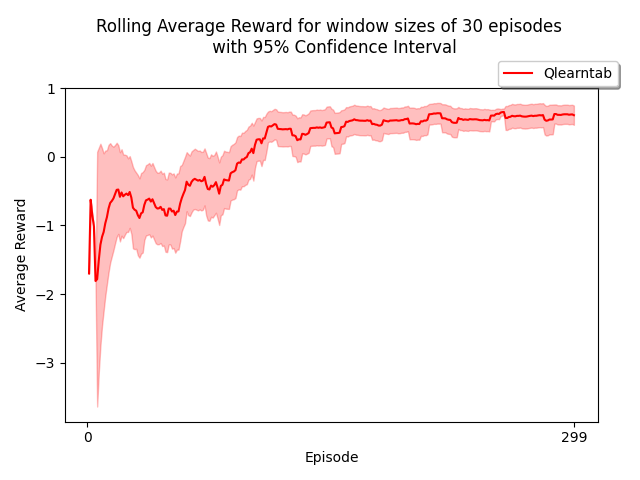 Rolling Average Reward for window sizes of 30 episodes
with 95% Confidence Interval
Qlearntab
1
0
−1
−2
−3
Average Reward
0
299
Episode